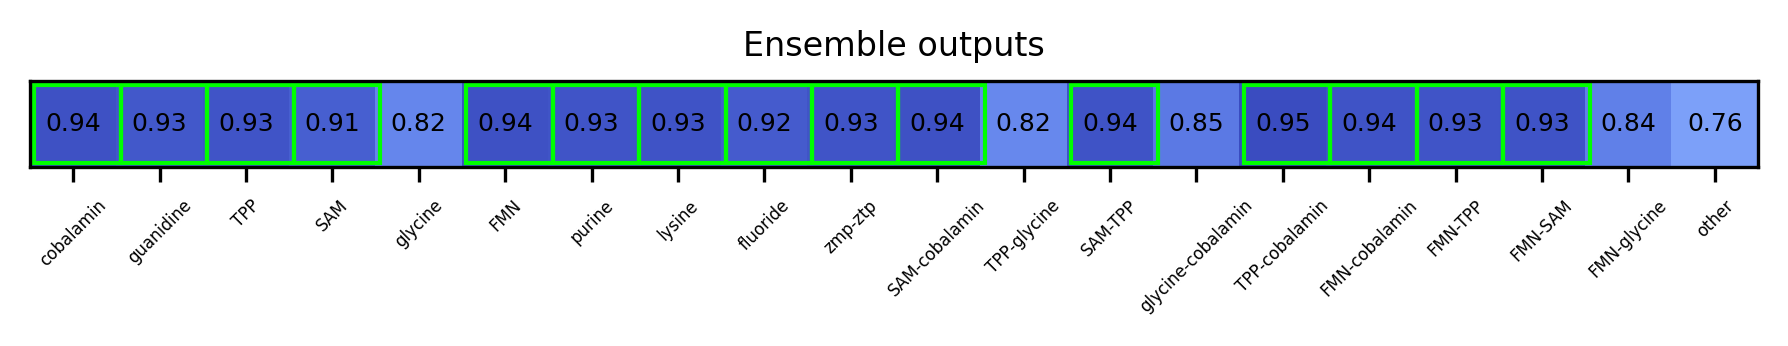 Ensemble outputs
0.94 0.93 0.93 0.91 0.82 0.94 0.93 0.93 0.92 0.93 0.94 0.82 0.94 0.85 0.95 0.94 0.93 0.93 0.84 0.76
cobalamin guanidine TPP SAM glycine FMN purine lysine fluoride zmp-ztp SAM-cobalamin TPP-glycine SAM-TPP glycine-cobalamin TPP-cobalamin FMN-cobalamin FMN-TPP FMN-SAM FMN-glycine other